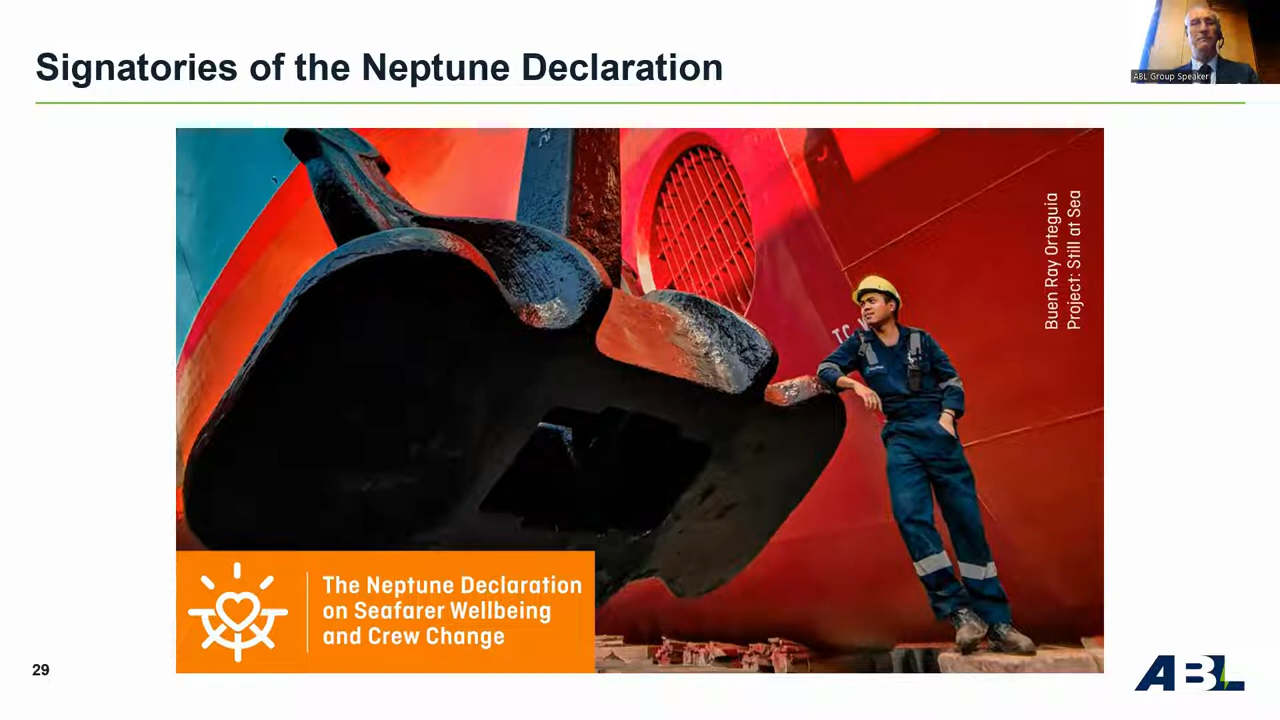 Signatories of the Neptune Declaration
ABL Group Speaker
Buen Ray Orteguia
Project: Still at Sea
TC
The Neptune Declaration
on Seafarer Wellbeing
and Crew Change
29
ABL